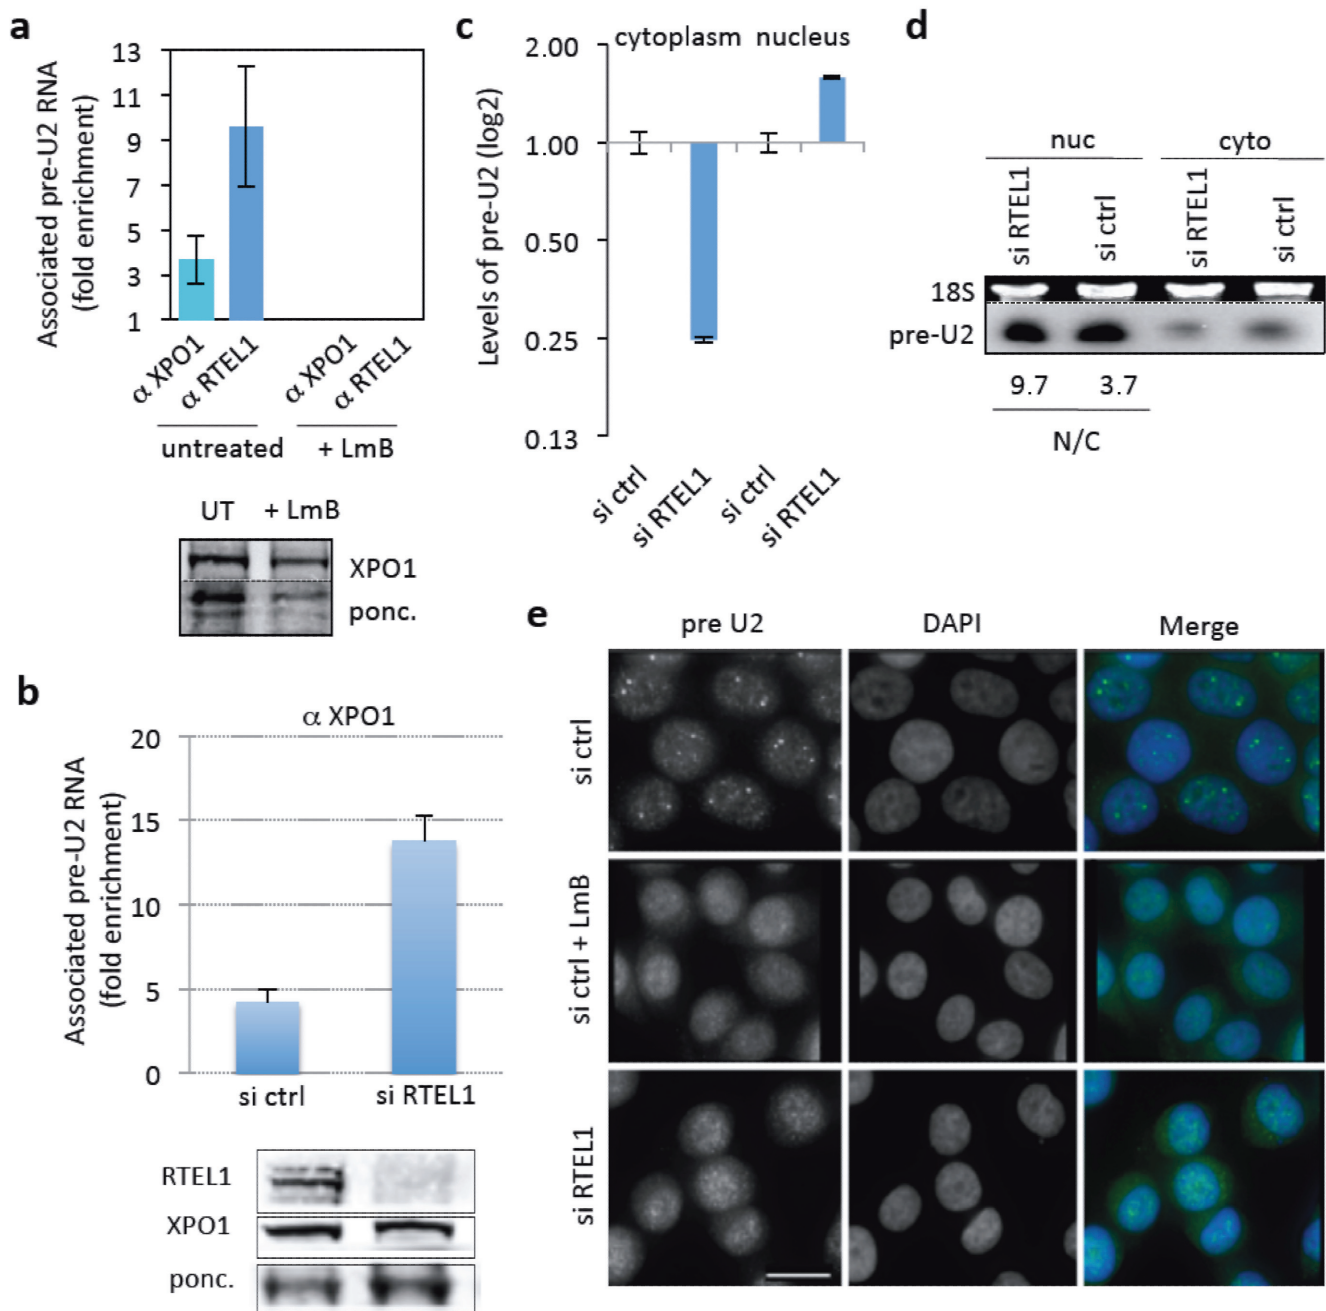 a
Associated pre-U2 RNA
(fold enrichment)
13
11
9
7
5
3
1
α XPO1
α RTEL1
α XPO1
α RTEL1
untreated
+ LmB
UT
+ LmB
XPO1
ponc.
b
α XPO1
Associated pre-U2 RNA
(fold enrichment)
20
15
10
5
0
si ctrl
si RTEL1
RTEL1
XPO1
ponc.
c
cytoplasm
nucleus
Levels of pre-U2 (log2)
2.00
1.00
0.50
0.25
0.13
si ctrl
si RTEL1
si ctrl
si RTEL1
d
nuc
cyto
si RTEL1
si ctrl
si RTEL1
si ctrl
18S
pre-U2
9.7
3.7
N/C
e
pre U2
DAPI
Merge
si ctrl
si ctrl + LmB
si RTEL1